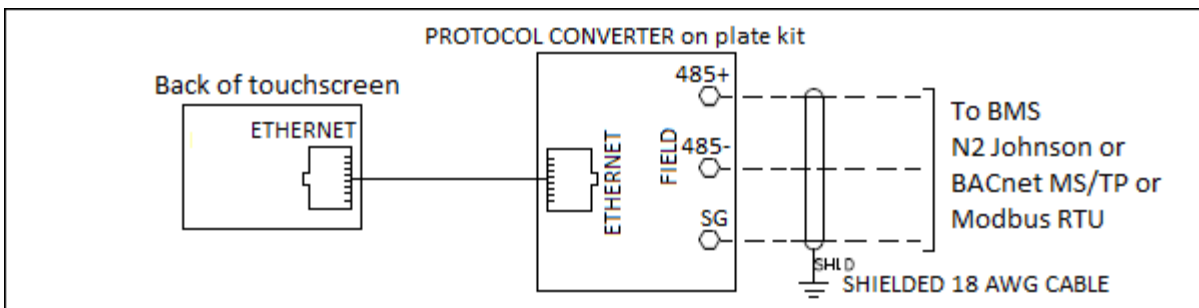 PROTOCOL CONVERTER on plate kit
Back of touchscreen
ETHERNET
ETHERNET
FIELD
485+
485-
SG
To BMS
N2 Johnson or
BACnet MS/TP or
Modbus RTU
SHLD
SHIELDED 18 AWG CABLE